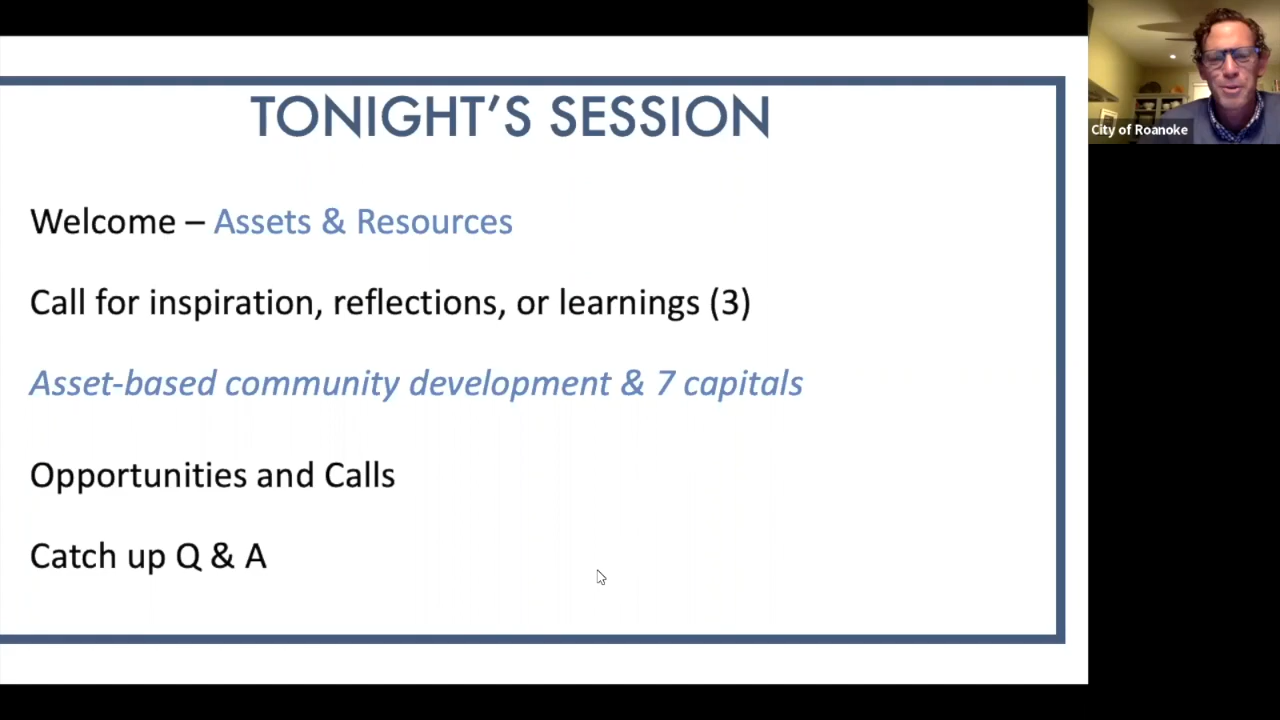 TONIGHT'S SESSION
Welcome – Assets & Resources
Call for inspiration, reflections, or learnings (3)
Asset-based community development & 7 capitals
Opportunities and Calls
Catch up Q & A
City of Roanoke